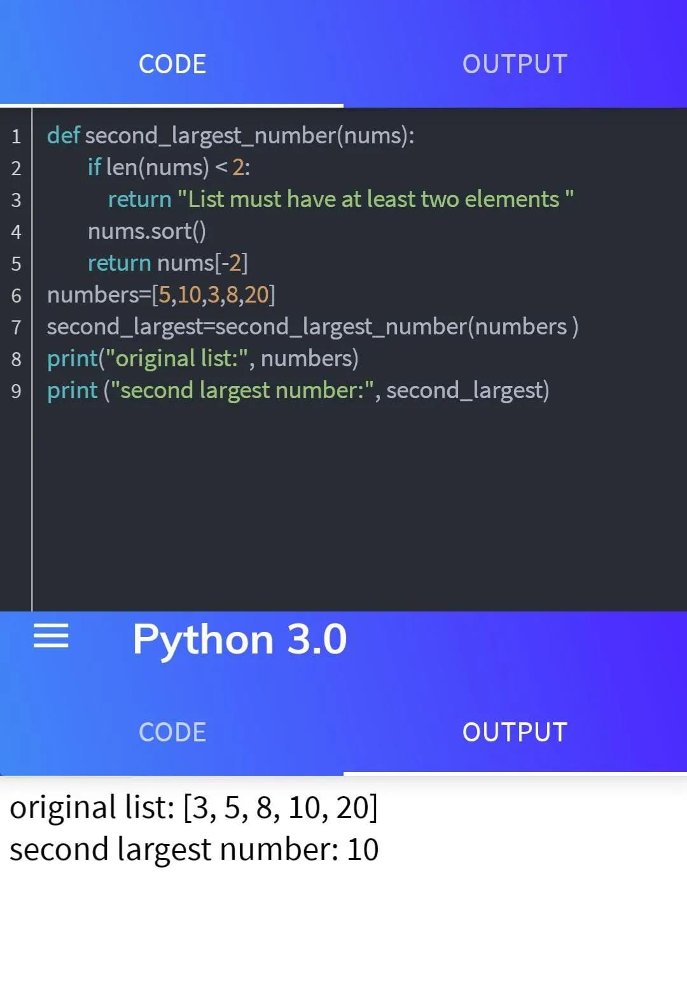 CODE OUTPUT
1 def second_largest_number(nums):
2 if len(nums) < 2:
3 return "List must have at least two elements "
4 nums.sort()
5 return nums[-2]
6 numbers=[5,10,3,8,20]
7 second_largest=second_largest_number(numbers )
8 print("original list:", numbers)
9 print ("second largest number:", second_largest)
Python 3.0
CODE OUTPUT
original list: [3, 5, 8, 10, 20]
second largest number: 10